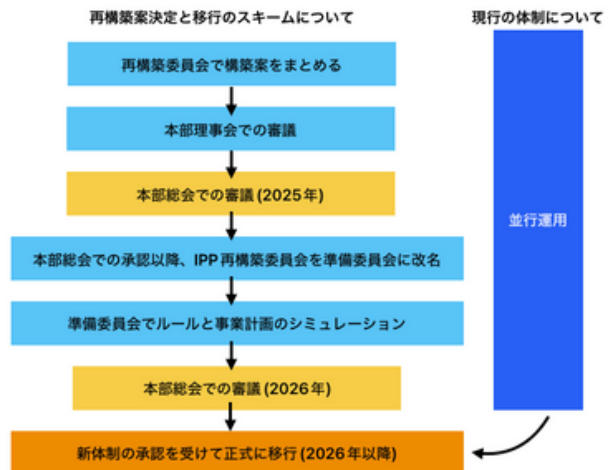 再構築案決定と移行のスキームについて
現行の体制について
再構築委員会で構築案をまとめる
本部理事会での審議
本部総会での審議(2025年)
本部総会での承認以降、IPP再構築委員会を準備委員会に改名
準備委員会でルールと事業計画のシミュレーション
本部総会での審議(2026年)
新体制の承認を受けて正式に移行(2026年以降)
並行運用